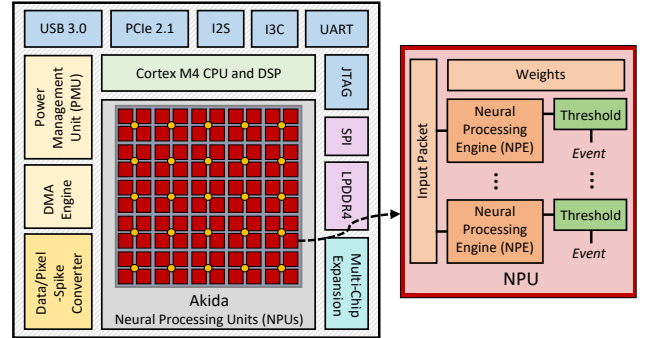 USB 3.0
PCIe 2.1
I2S
I3C
UART
Power
Management
Unit (PMU)
Cortex M4 CPU and DSP
JTAG
SPI
LPDDR4
DMA
Engine
Data/Pixel
-Spike
Converter
Multi-Chip
Expansion
Akida
Neural Processing Units (NPUs)
Input Packet
Weights
Neural
Processing
Engine (NPE)
Threshold
Event
...
...
Neural
Processing
Engine (NPE)
Threshold
Event
NPU